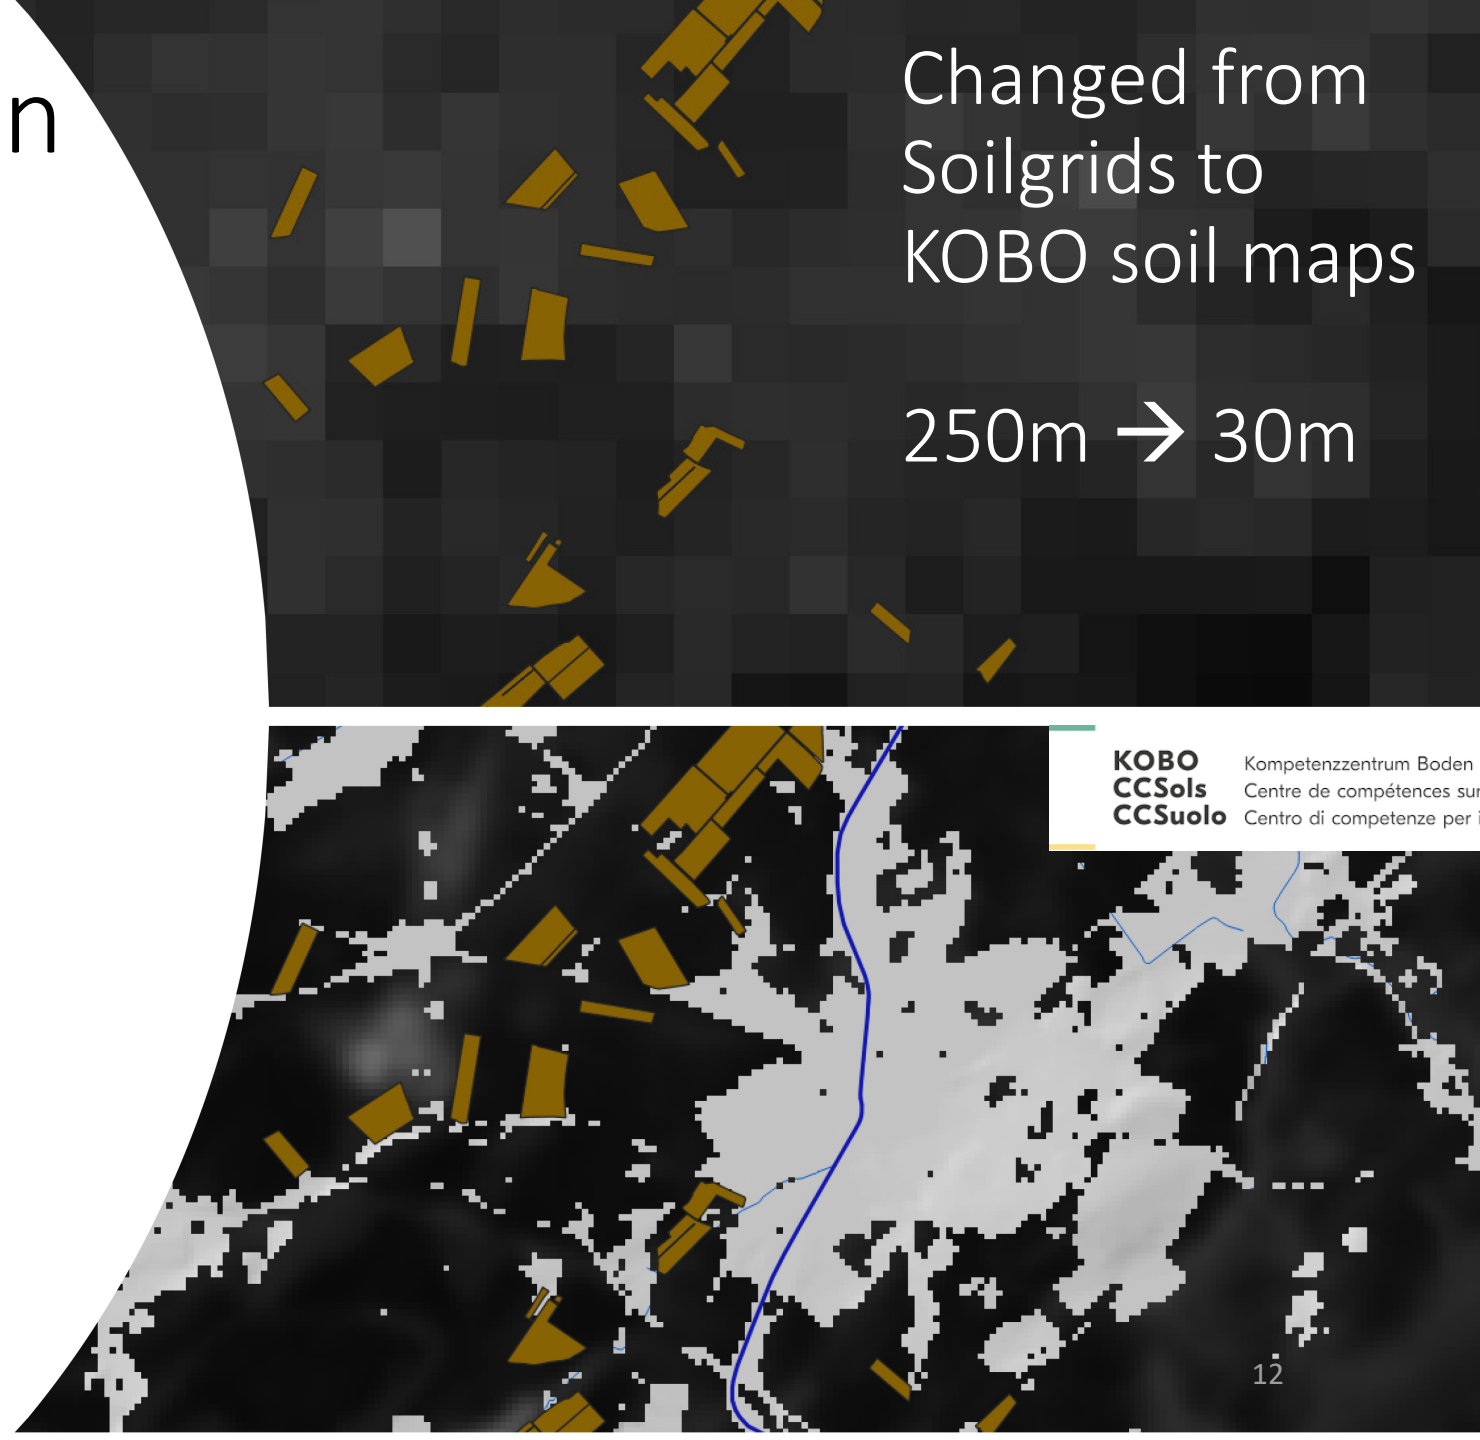 n
Changed from
Soilgrids to
KOBO soil maps
250m → 30m
KOBO Kompetenzzentrum Boden
CCSols Centre de compétences sur
CCSuolo Centro di competenze per i
12